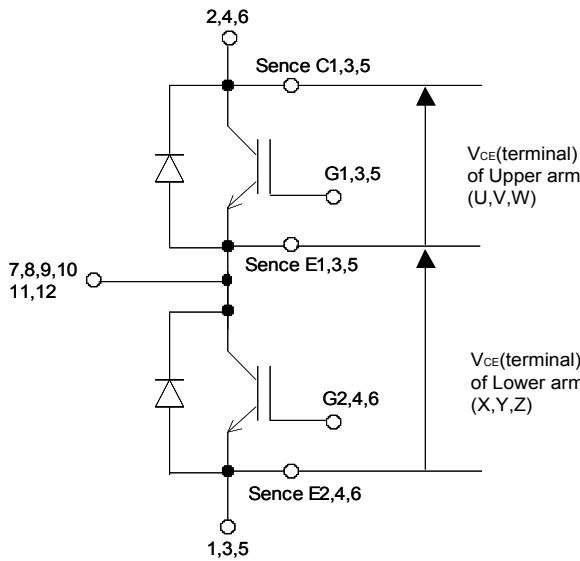 2,4,6
Sence C1,3,5
VCE(terminal)
of Upper arm
(U,V,W)
G1,3,5
Sence E1,3,5
7,8,9,10
11,12
VCE(terminal)
of Lower arm
(X,Y,Z)
G2,4,6
Sence E2,4,6
1,3,5